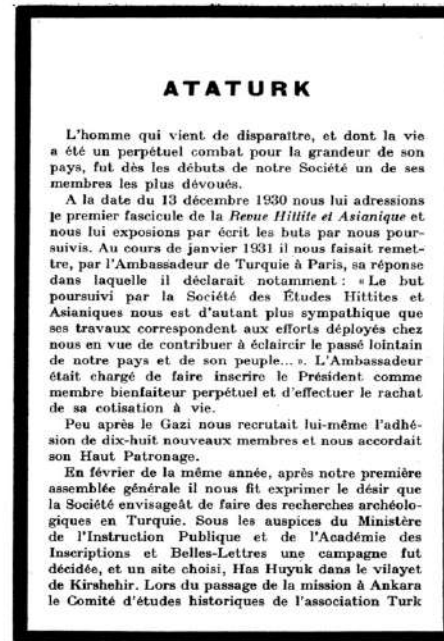 ATATURK
L'homme qui vient de disparaître, et dont la vie
a été un perpétuel combat pour la grandeur de son
pays, fut dès les débuts de notre Société un de ses
membres les plus dévoués.
A la date du 13 décembre 1930 nous lui adressions
le premier fascicule de la Revue Hittite et Asianique et
nous lui exposions par écrit les buts par nous pour-
suivis. Au cours de janvier 1931 il nous faisait remet-
tre, par l'Ambassadeur de Turquie à Paris, sa réponse
dans laquelle il déclarait notamment : « Le but
poursuivi par la Société des Études Hittites et
Asianiques nous est d'autant plus sympathique que
ses travaux correspondent aux efforts déployés chez
nous en vue de contribuer à éclaircir le passé lointain
de notre pays et de son peuple... ». L'Ambassadeur
était chargé de faire inscrire le Président comme
membre bienfaiteur perpétuel et d'effectuer le rachat
de sa cotisation à vie.
Peu après le Gazi nous recrutait lui-même l'adhé-
sion de dix-huit nouveaux membres et nous accordait
son Haut Patronage.
En février de la même année, après notre première
assemblée générale il nous fit exprimer le désir que
la Société envisageât de faire des recherches archéolo-
giques en Turquie. Sous les auspices du Ministère
de l'Instruction Publique et de l'Académie des
Inscriptions et Belles-Lettres une campagne fut
décidée, et un site choisi, Has Huyuk dans le vilayet
de Kirshehir. Lors du passage de la mission à Ankara
le Comité d'études historiques de l'association Turk